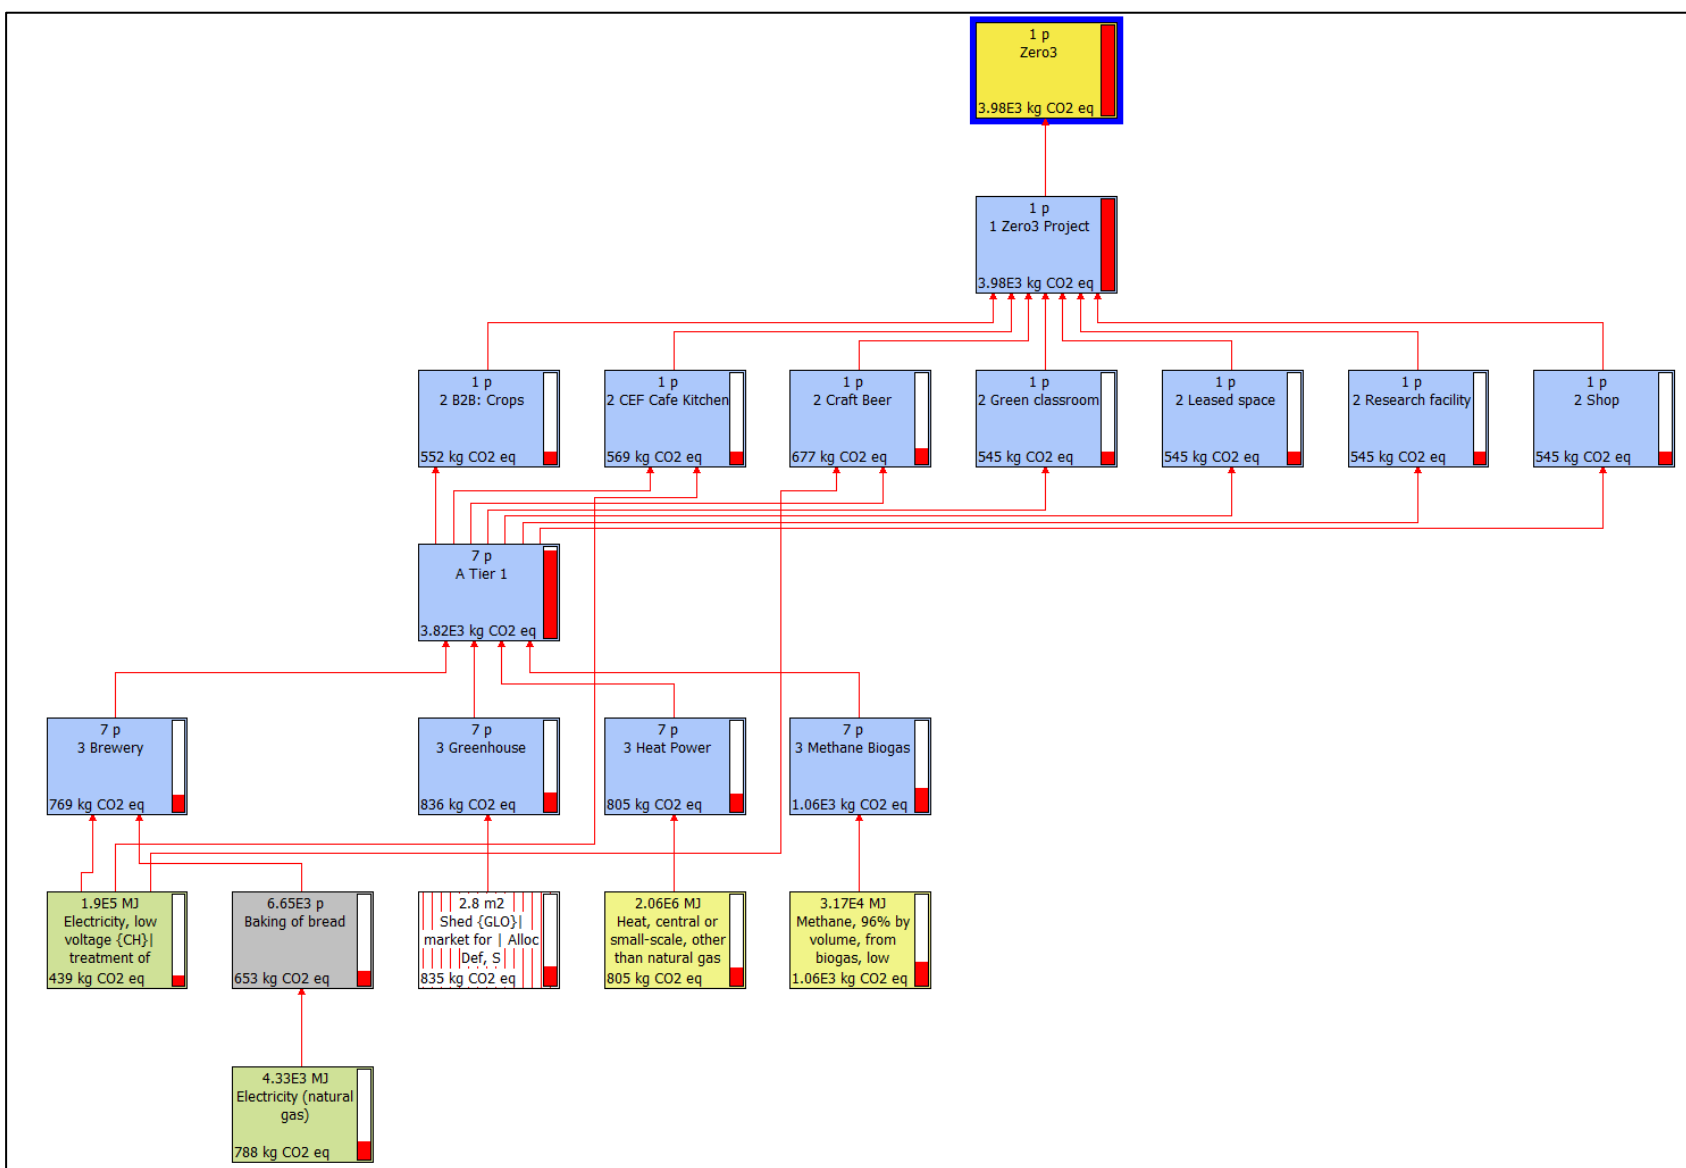 1 p
Zero3
3.98E3 kg CO2 eq
1 p
1 Zero3 Project
3.98E3 kg CO2 eq
1 p
2 B2B: Crops
552 kg CO2 eq
1 p
2 CEF Cafe Kitchen
569 kg CO2 eq
1 p
2 Craft Beer
677 kg CO2 eq
1 p
2 Green classroom
545 kg CO2 eq
1 p
2 Leased space
545 kg CO2 eq
1 p
2 Research facility
545 kg CO2 eq
1 p
2 Shop
545 kg CO2 eq
7 p
A Tier 1
3.82E3 kg CO2 eq
7 p
3 Brewery
769 kg CO2 eq
7 p
3 Greenhouse
836 kg CO2 eq
7 p
3 Heat Power
805 kg CO2 eq
7 p
3 Methane Biogas
1.06E3 kg CO2 eq
1.9E5 MJ
Electricity, low
voltage {CH}|
treatment of
439 kg CO2 eq
6.65E3 p
Baking of bread
653 kg CO2 eq
2.8 m2
Shed {GLO}|
market for | Alloc
Def, S
835 kg CO2 eq
2.06E6 MJ
Heat, central or
small-scale, other
than natural gas
805 kg CO2 eq
3.17E4 MJ
Methane, 96% by
volume, from
biogas, low
1.06E3 kg CO2 eq
4.33E3 MJ
Electricity (natural
gas)
788 kg CO2 eq